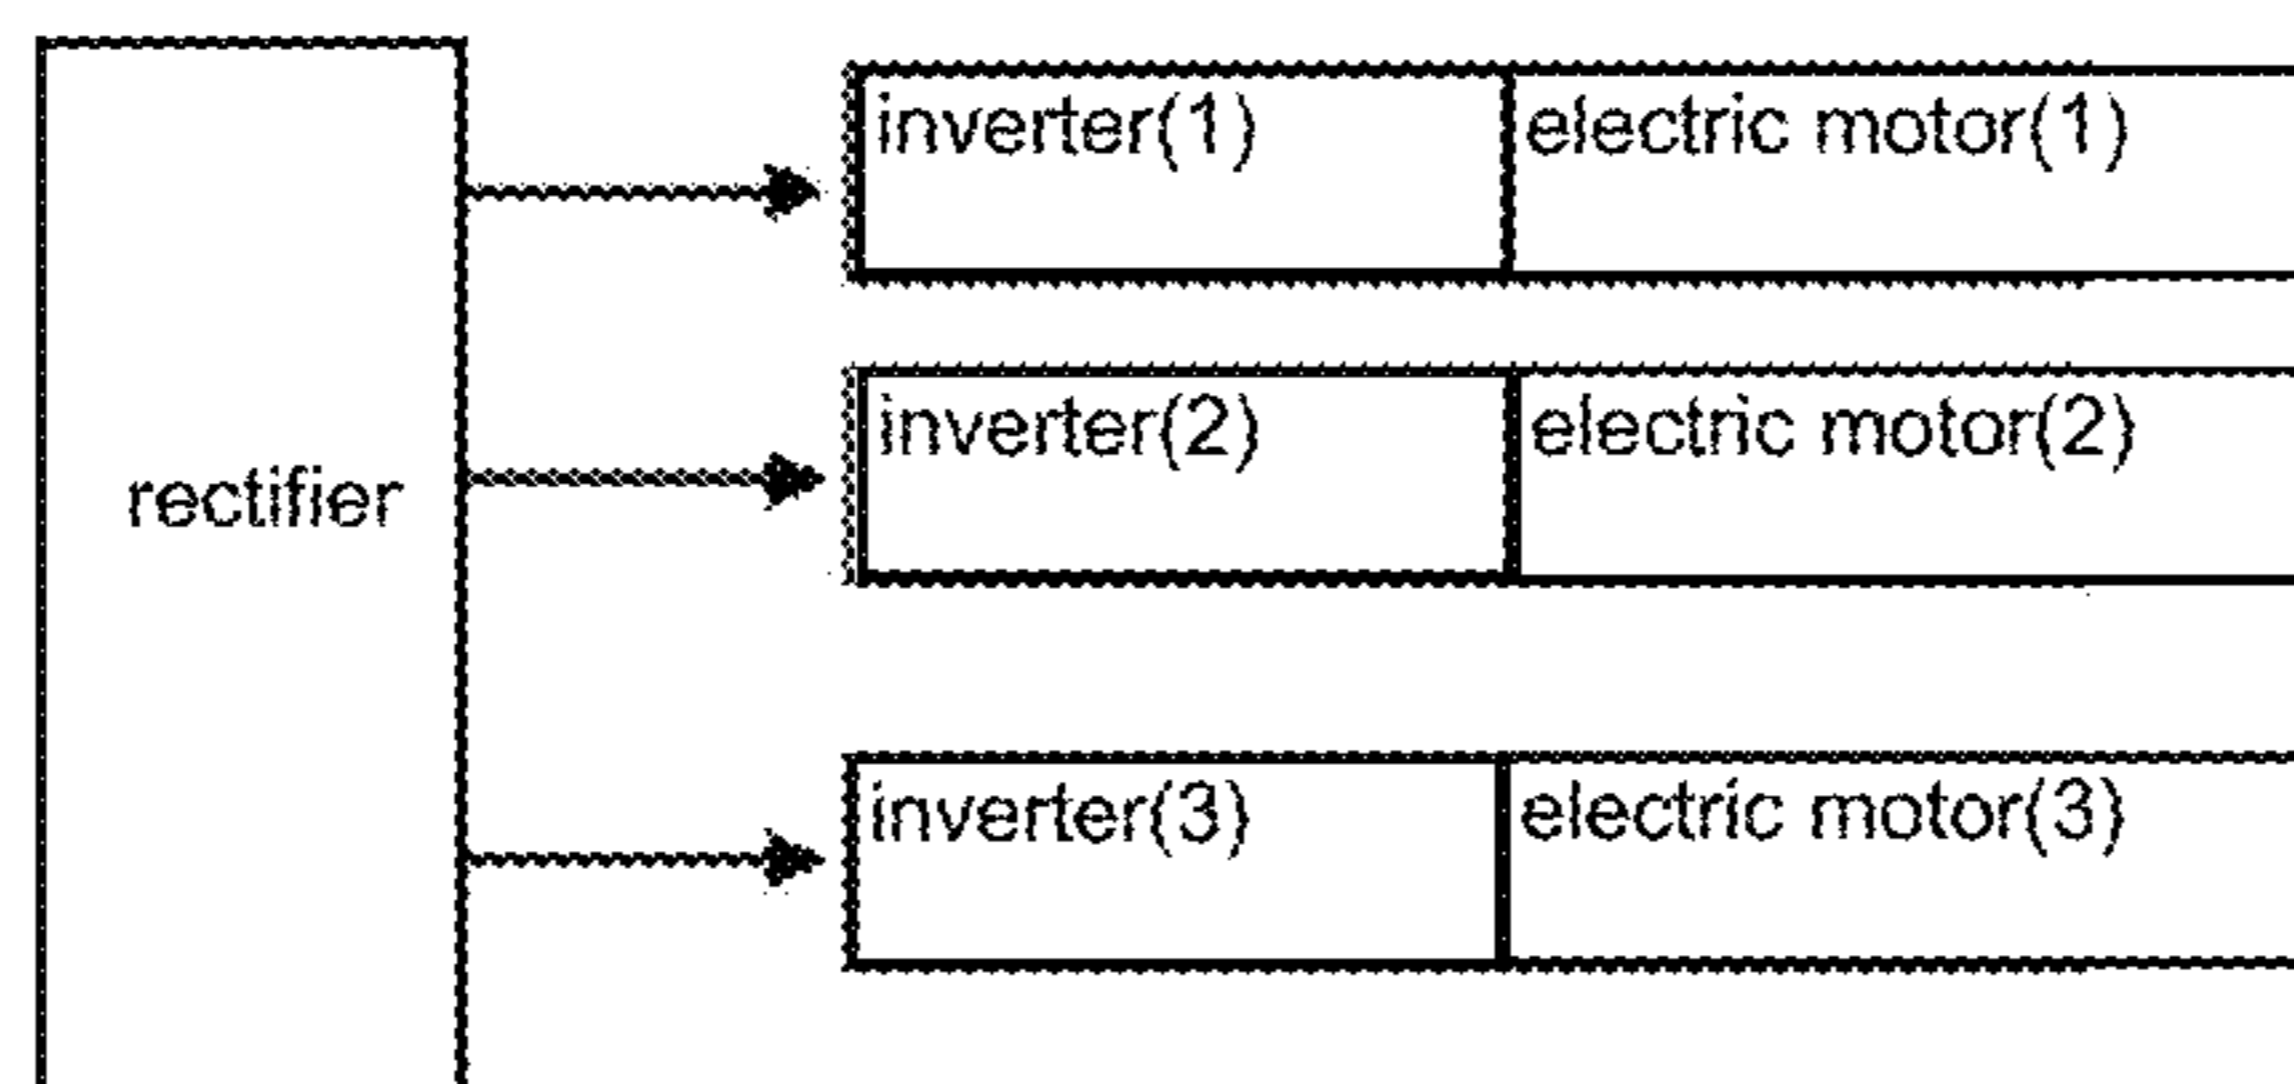 inverter(1) electric motor(1)
inverter(2) electric motor(2)
rectifier
inverter(3) electric motor(3)